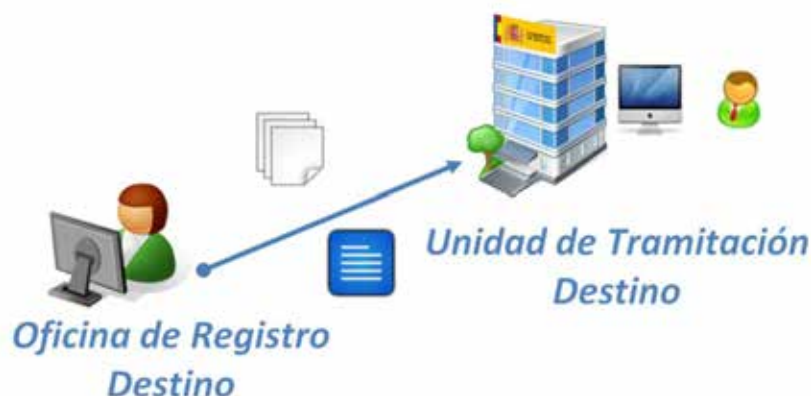 Unidad de Tramitación
Destino
Oficina de Registro
Destino